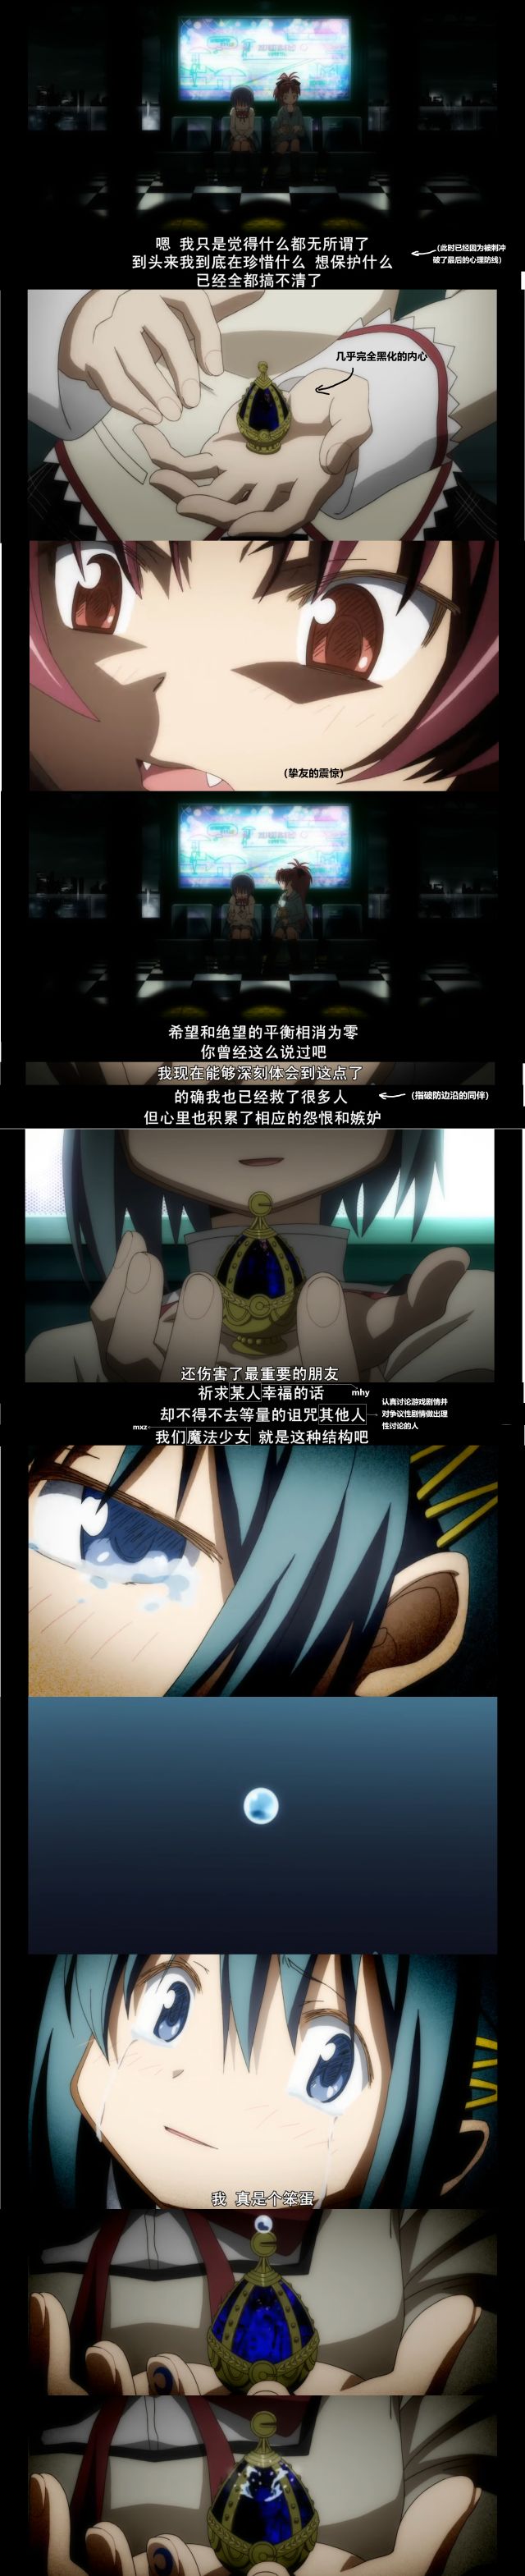 嗯 我只是觉得什么都无所谓了
到头来我到底在珍惜什么 想保护什么
已经全都搞不清了
(此时已经因为被刺冲
破了最后的心理防线)
几乎完全黑化的内心
(挚友的震惊)
希望和绝望的平衡相消为零
你曾经这么说过吧
我现在能够深刻体会到这点了
的确我也已经救了很多人
(指破防边沿的同伴)
但心里也积累了相应的怨恨和嫉妒
还伤害了最重要的朋友
祈求某人幸福的话
mhy
却不得不去等量的诅咒其他人
认真讨论游戏剧情并
对争议性剧情做出理
性讨论的人
mxz
我们魔法少女 就是这种结构吧
我 真是个笨蛋